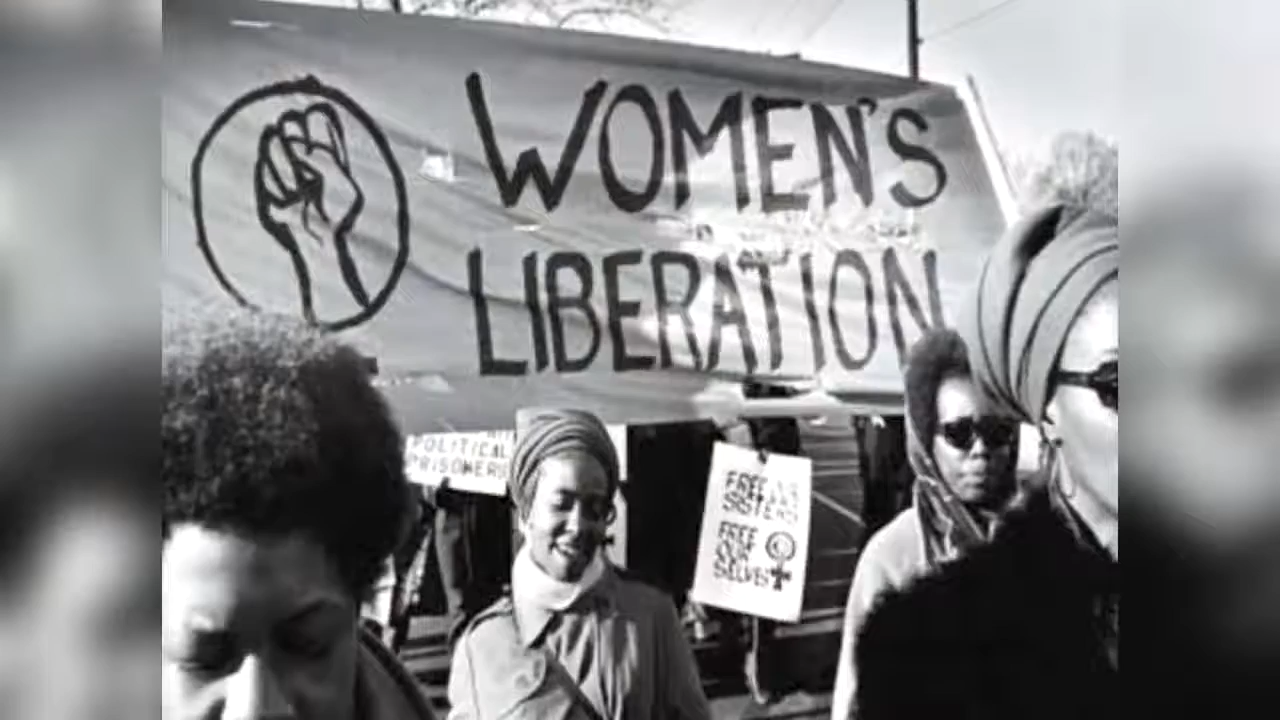 WOMEN'S
LIBERATION
POLITICAL
PRISONERS
FREE OUR
SISTERS
FREE
OUR
SELVES